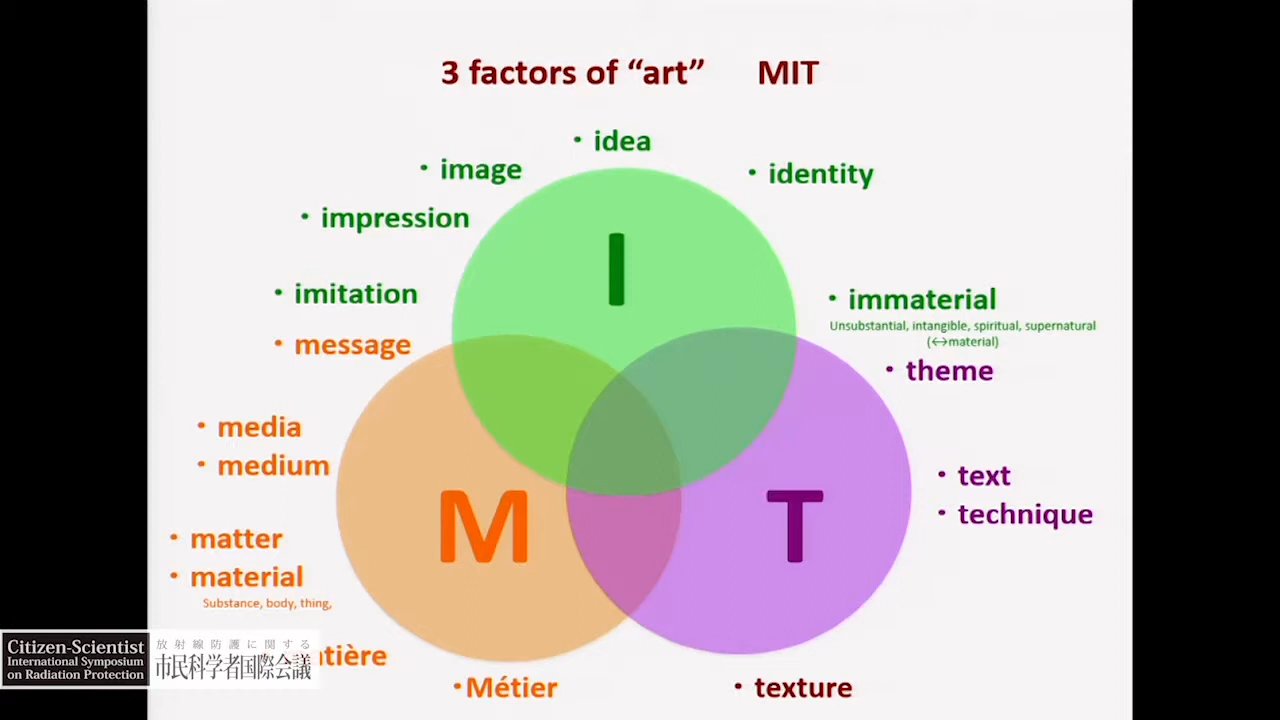 3 factors of “art” MIT
・idea
・image
・identity
・impression
I
・imitation
・immaterial
Unsubstantial, intangible, spiritual, supernatural
(↔material)
・message
・theme
・media
・medium
・text
・technique
M
T
・matter
・material
Substance, body, thing,
tière
・Métier
・texture
Citizen-Scientist
International Symposium
on Radiation Protection
放射線防護に関する
市民科学者国際会議